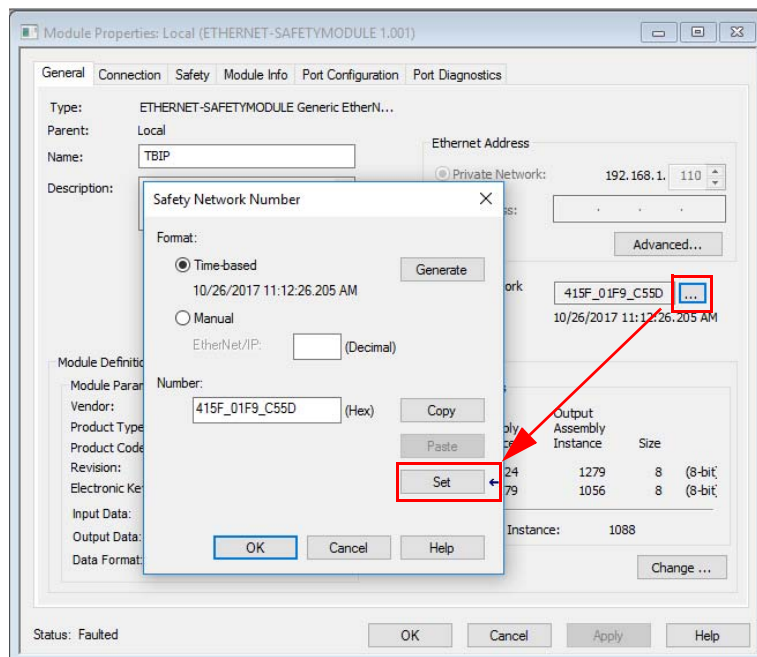 Module Properties: Local (ETHERNET-SAFETYMODULE 1.001)
General Connection Safety Module Info Port Configuration Port Diagnostics
Type: ETHERNET-SAFETYMODULE Generic EtherN...
Parent: Local
Name: TBIP
Description:
Ethernet Address
Private Network: 192.168.1. 110
ss:
Advanced...
ork 415F_01F9_C55D ...
10/26/2017 11:12:26.205 AM
Safety Network Number
Format:
Time-based
10/26/2017 11:12:26.205 AM
Generate
Manual
EtherNet/IP: (Decimal)
Number:
415F_01F9_C55D (Hex)
Copy
Paste
Set
OK Cancel Help
Module Definitio
Module Parar
Vendor:
Product Type
Product Code
Revision:
Electronic Ke
Input Data:
Output Data:
Data Format
Output
bly Assembly
Instance Size
24 1279 8 (8-bit
79 1056 8 (8-bit
Instance: 1088
Change ...
Status: Faulted
OK Cancel Apply Help